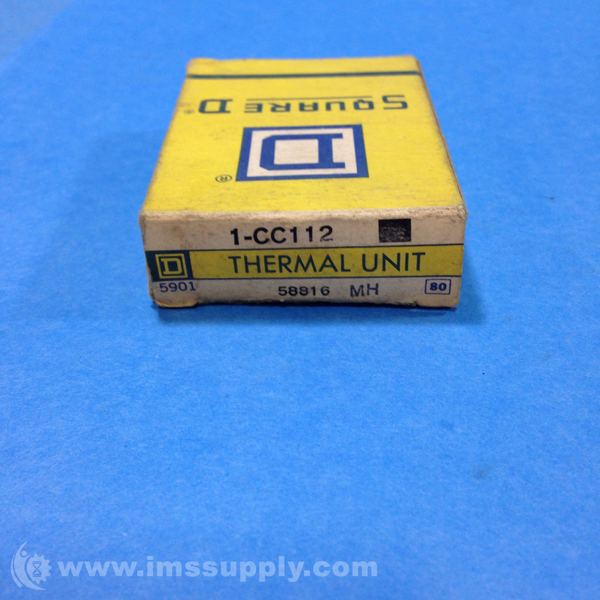 SQUARE D
D
®
1-CC112
D THERMAL UNIT
5901 58816 MH 80
www.imssupply.com